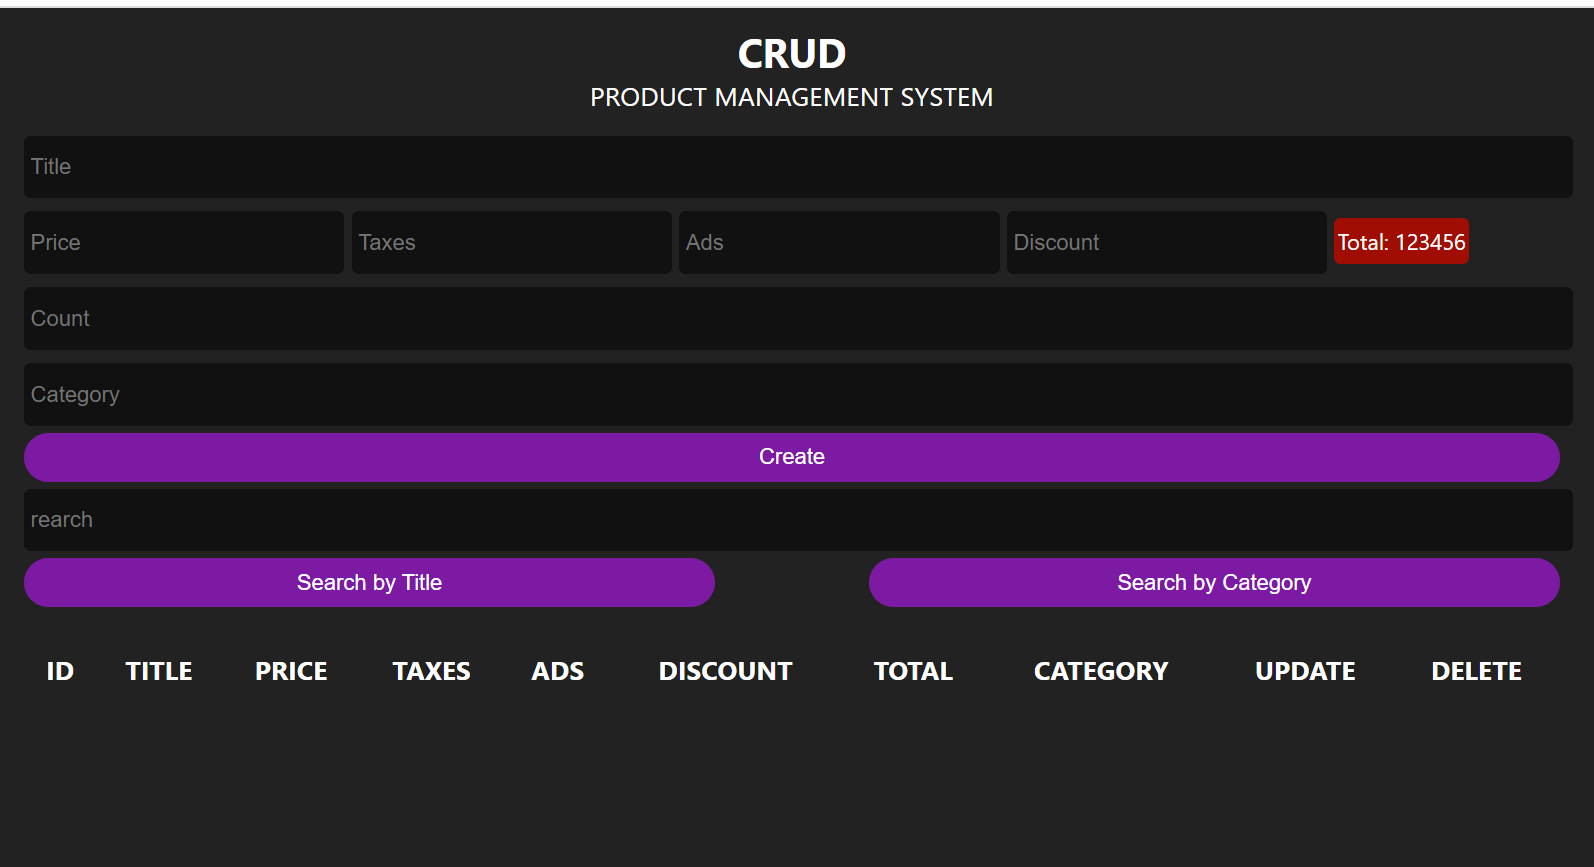 CRUD
PRODUCT MANAGEMENT SYSTEM
Title
Price Taxes Ads Discount Total: 123456
Count
Category
Create
rearch
Search by Title Search by Category
ID TITLE PRICE TAXES ADS DISCOUNT TOTAL CATEGORY UPDATE DELETE